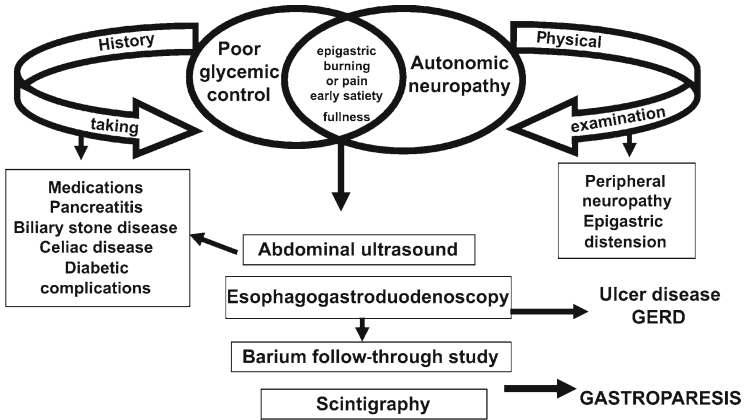 History
taking
Poor
glycemic
control
epigastric
burning
or pain
early satiety
fullness
Autonomic
neuropathy
Physical
examination
Medications
Pancreatitis
Biliary stone disease
Celiac disease
Diabetic
complications
Peripheral
neuropathy
Epigastric
distension
Abdominal ultrasound
Esophagogastroduodenoscopy
Ulcer disease
GERD
Barium follow-through study
Scintigraphy
GASTROPARESIS